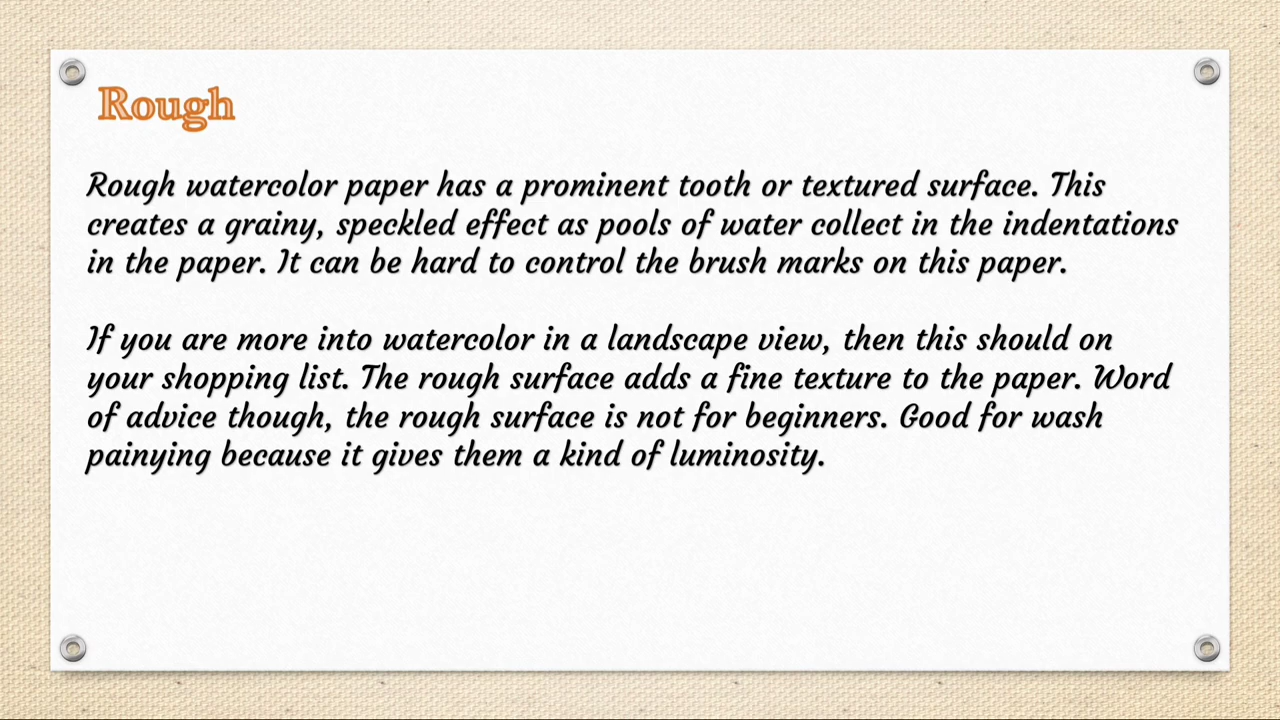 Rough
Rough watercolor paper has a prominent tooth or textured surface. This
creates a grainy, speckled effect as pools of water collect in the indentations
in the paper. It can be hard to control the brush marks on this paper.
If you are more into watercolor in a landscape view, then this should on
your shopping list. The rough surface adds a fine texture to the paper. Word
of advice though, the rough surface is not for beginners. Good for wash
painying because it gives them a kind of luminosity.